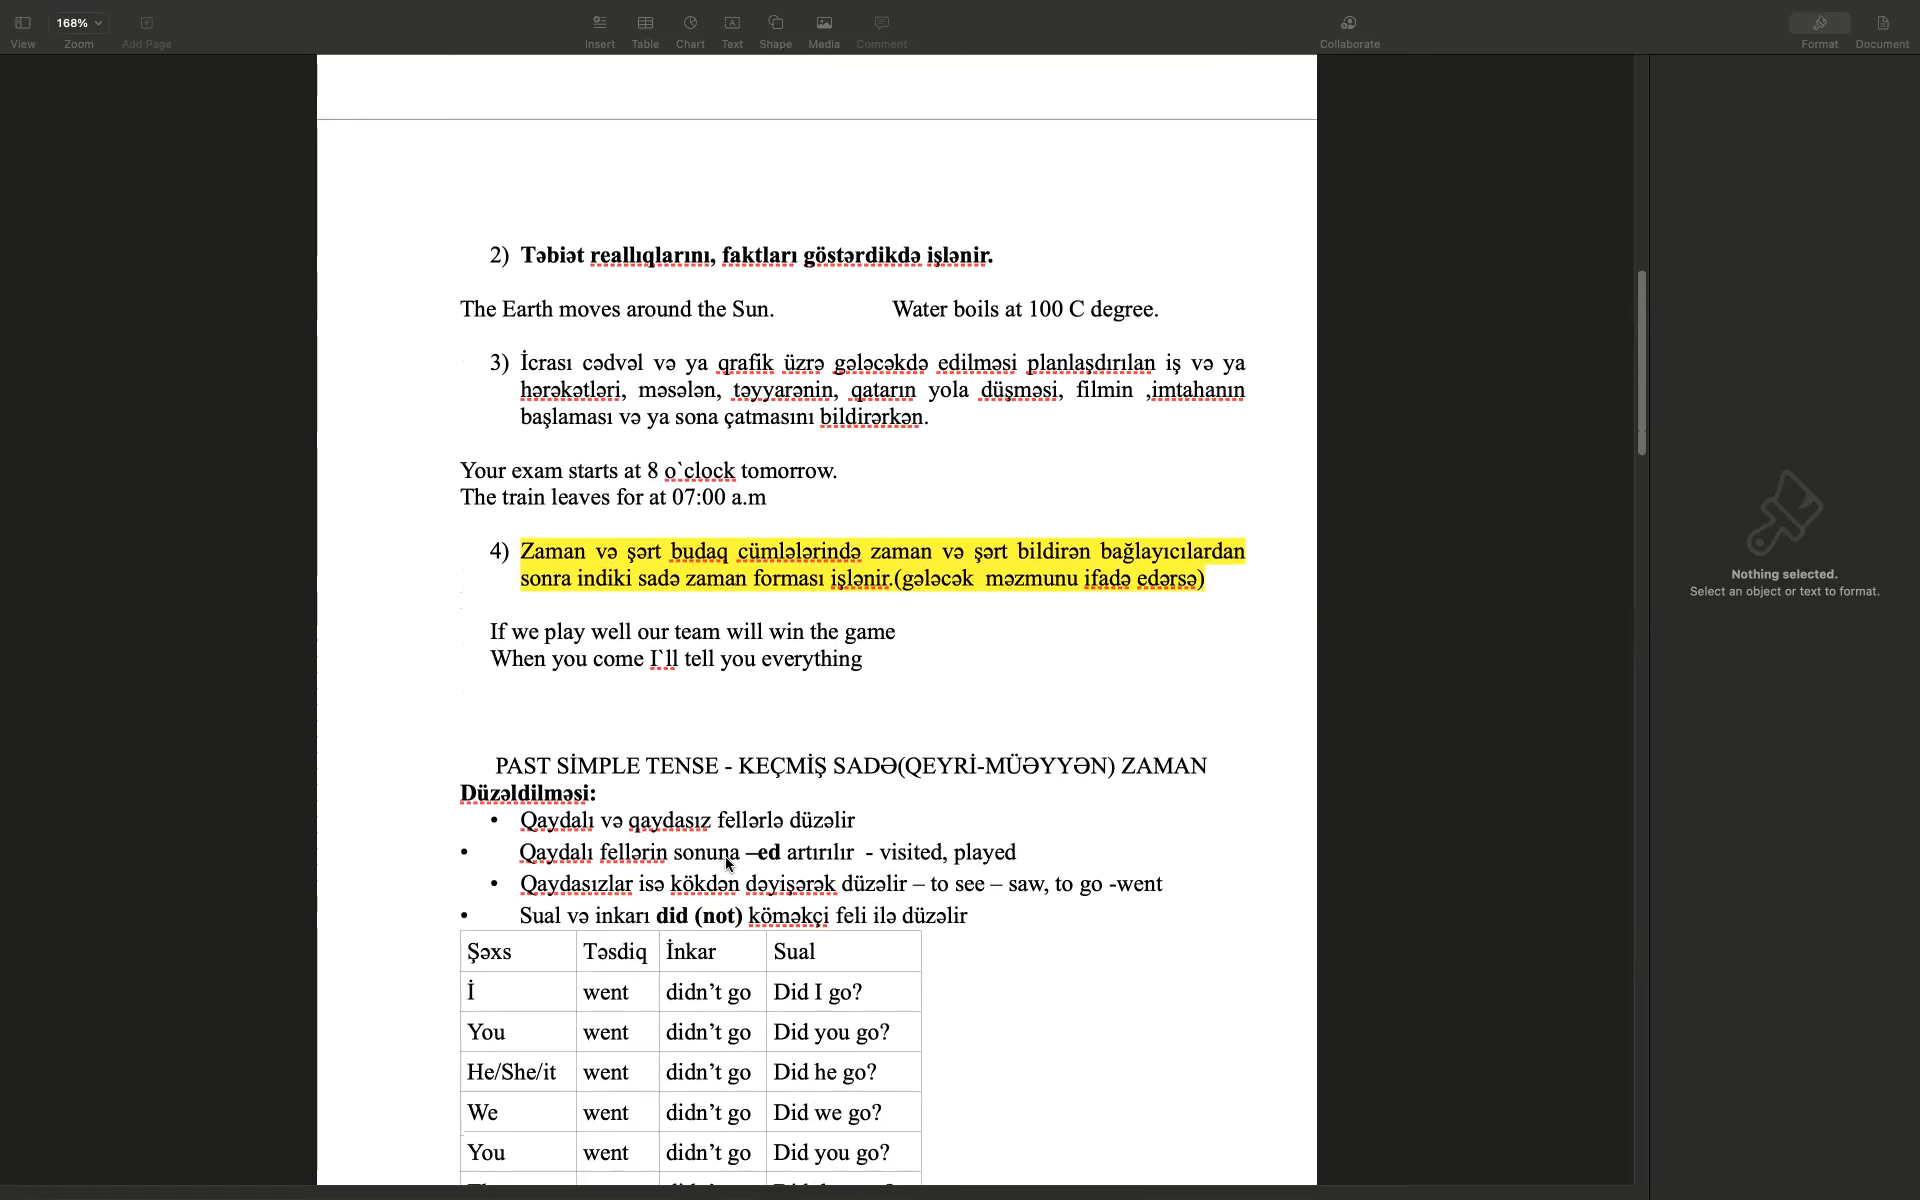 168%
View
Zoom
Add Page
Insert
Table
Chart
Text
Shape
Media
Comment
Collaborate
Format
Document
2) Təbiət reallıqlarını, faktları göstərdikdə işlənir.
The Earth moves around the Sun. Water boils at 100 C degree.
3) İcrası cədvəl və ya qrafik üzrə gələcəkdə edilməsi planlaşdırılan iş və ya
hərəkətləri, məsələn, təyyarənin, qatarın yola düşməsi, filmin ,imtahanın
başlaması və ya sona çatmasını bildirərkən.
Your exam starts at 8 o`clock tomorrow.
The train leaves for at 07:00 a.m
4) Zaman və şərt budaq cümlələrində zaman və şərt bildirən bağlayıcılardan
sonra indiki sadə zaman forması işlənir.(gələcək məzmunu ifadə edərsə)
If we play well our team will win the game
When you come I`ll tell you everything
PAST SİMPLE TENSE - KEÇMİŞ SADƏ(QEYRİ-MÜƏYYƏN) ZAMAN
Düzəldilməsi:
• Qaydalı və qaydasız fellərlə düzəlir
• Qaydalı fellərin sonuna –ed artırılır - visited, played
• Qaydasızlar isə kökdən dəyişərək düzəlir – to see – saw, to go -went
• Sual və inkarı did (not) köməkçi feli ilə düzəlir
Şəxs Təsdiq İnkar Sual
İ went didn’t go Did I go?
You went didn’t go Did you go?
He/She/it went didn’t go Did he go?
We went didn’t go Did we go?
You went didn’t go Did you go?
Nothing selected.
Select an object or text to format.